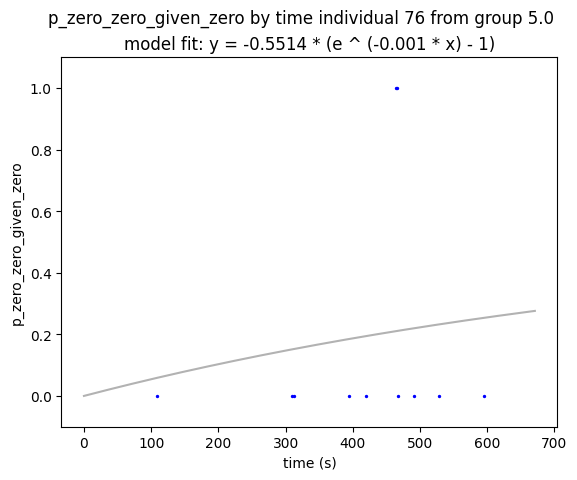 p_zero_zero_given_zero by time individual 76 from group 5.0
model fit: y = -0.5514 * (e ^ (-0.001 * x) - 1)
1.0
0.8
0.6
0.4
0.2
0.0
p_zero_zero_given_zero
0 100 200 300 400 500 600 700
time (s)